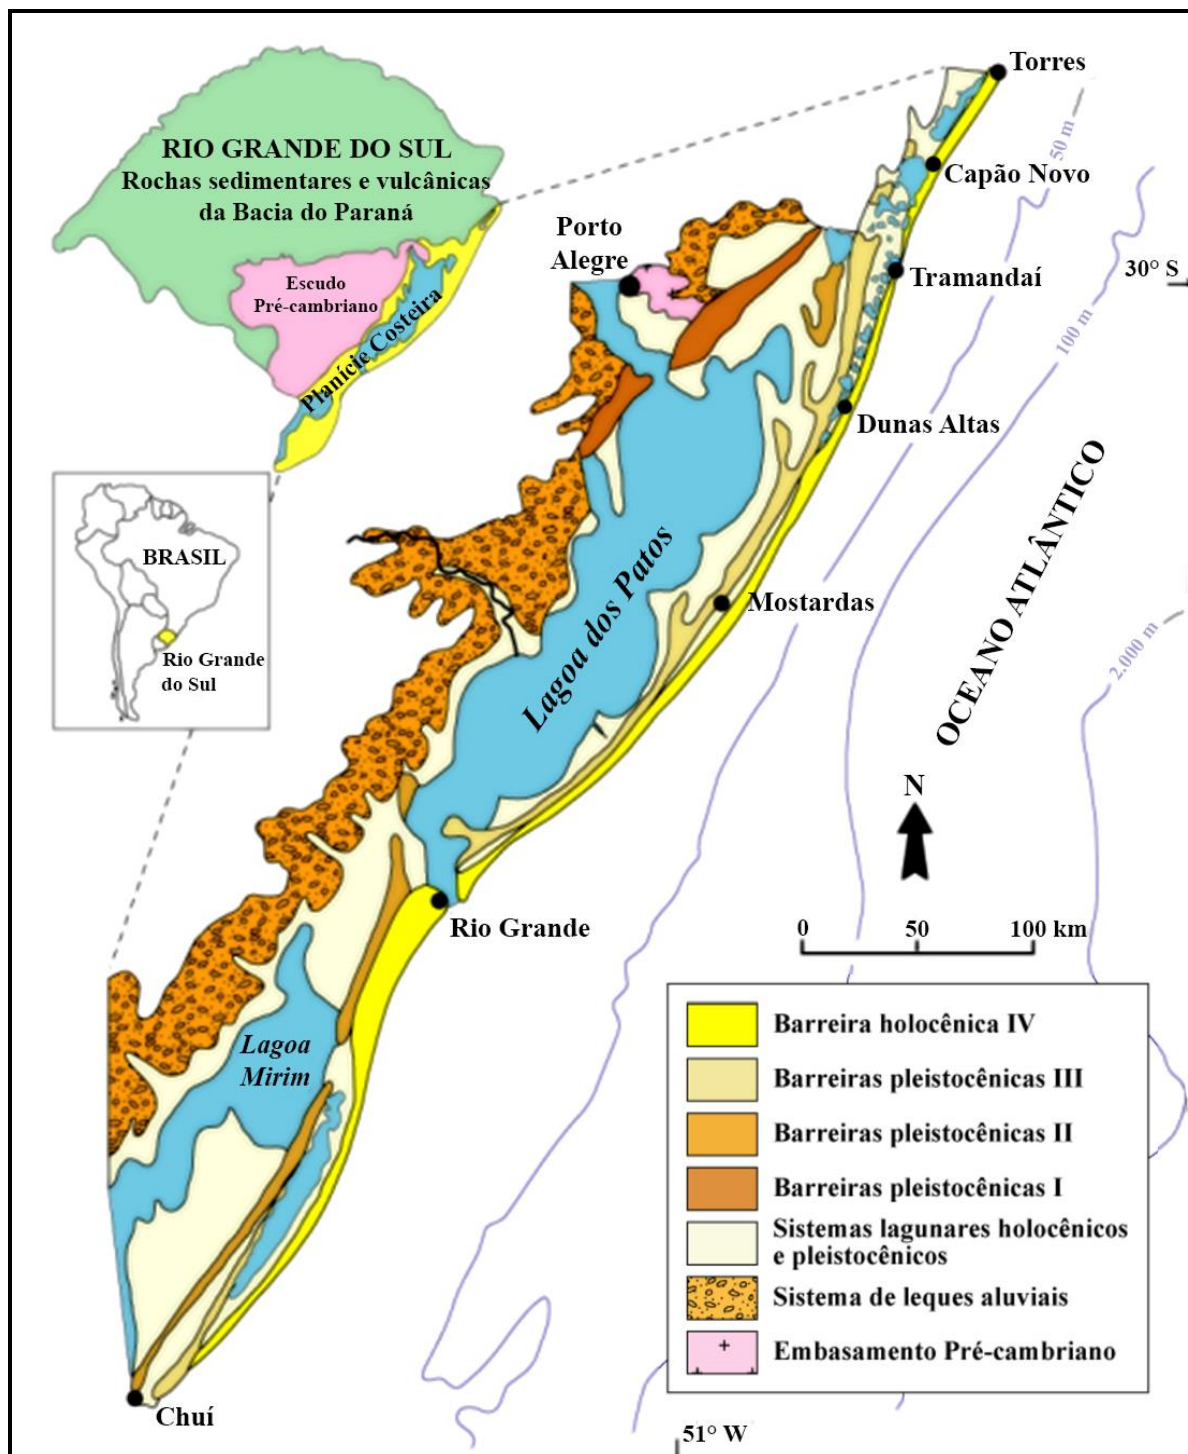 Torres
RIO GRANDE DO SUL
Rochas sedimentares e vulcânicas
da Bacia do Paraná
50 m
Capão Novo
Porto
Alegre
Escudo
Pré-cambriano
Tramandaí
30° S
Planície Costeira
100 m
Dunas Altas
BRASIL
Rio Grande
do Sul
Lagoa dos Patos
Mostardas
OCEANO ATLÂNTICO
2.000 m
N
Rio Grande
0 50 100 km
Lagoa
Mirim
Barreira holocênica IV
Barreiras pleistocênicas III
Barreiras pleistocênicas II
Barreiras pleistocênicas I
Sistemas lagunares holocênicos
e pleistocênicos
Sistema de leques aluviais
Embasamento Pré-cambriano
Chuí
51° W